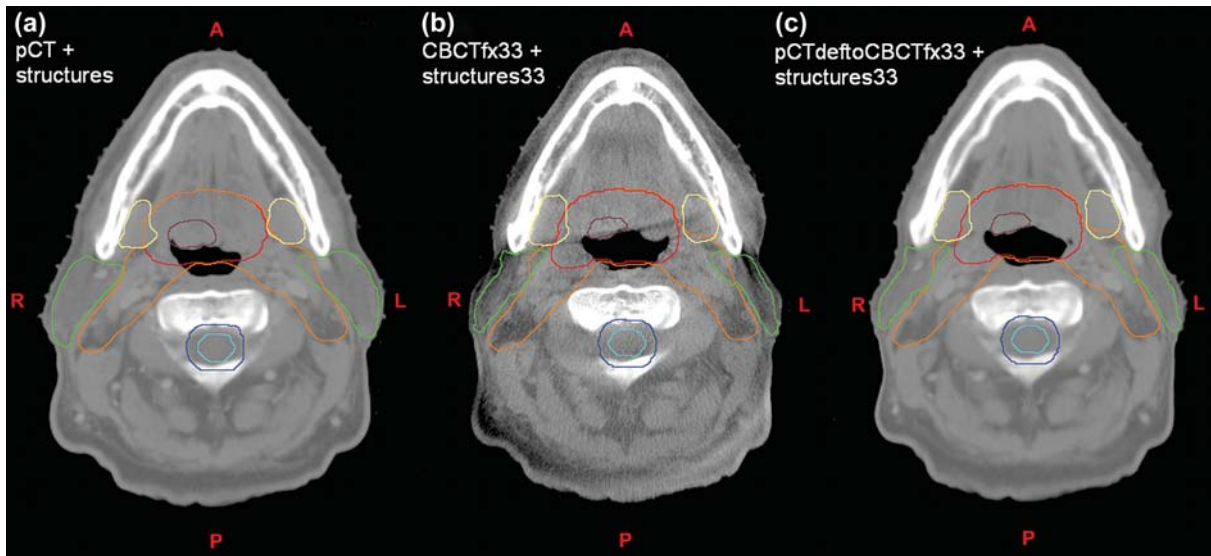 (a)
pCT +
structures
A
R
L
P
(b)
CBCTfx33 +
structures33
A
L
P
(c)
pCTdeftoCBCTfx33 +
structures33
A
R
L
P